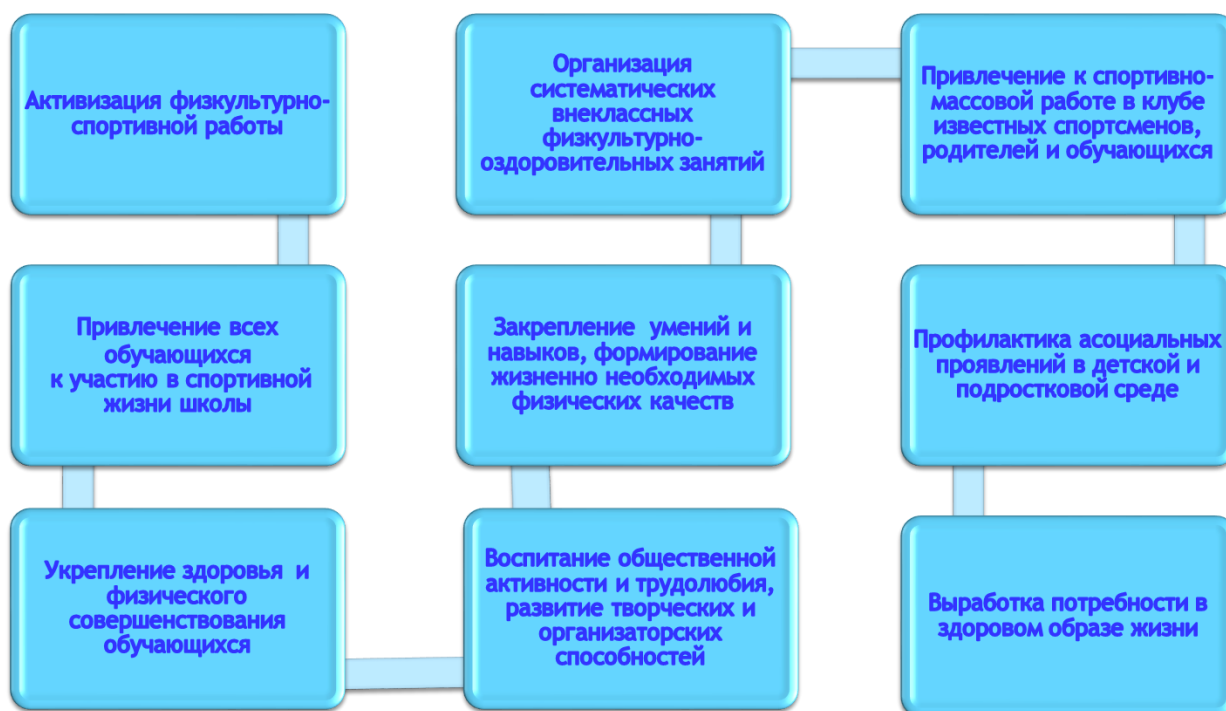 Активизация физкультурно-
спортивной работы
Привлечение всех
обучающихся
к участию в спортивной
жизни школы
Укрепление здоровья и
физического
совершенствования
обучающихся
Воспитание общественной
активности и трудолюбия,
развитие творческих и
организаторских
способностей
Закрепление умений и
навыков, формирование
жизненно необходимых
физических качеств
Организация
систематических
внеклассных
физкультурно-
оздоровительных занятий
Привлечение к спортивно-
массовой работе в клубе
известных спортсменов,
родителей и обучающихся
Профилактика асоциальных
проявлений в детской и
подростковой среде
Выработка потребности в
здоровом образе жизни